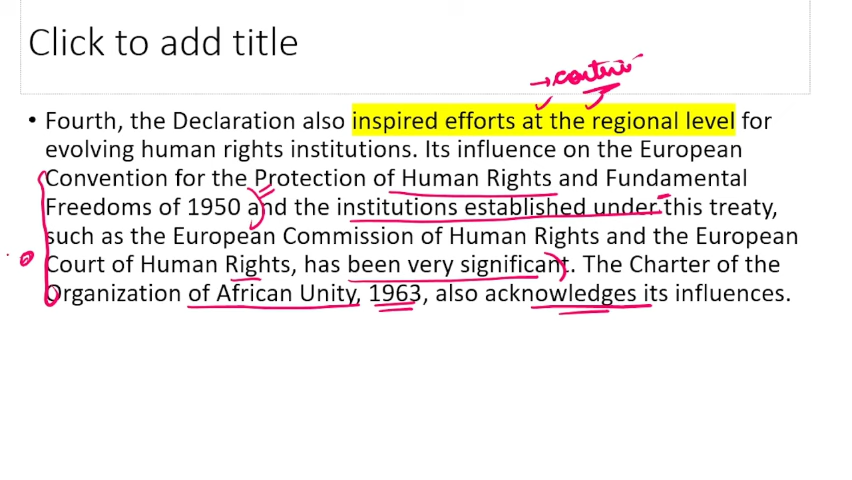 Click to add title
• Fourth, the Declaration also inspired efforts at the regional level for
evolving human rights institutions. Its influence on the European
Convention for the Protection of Human Rights and Fundamental
Freedoms of 1950 and the institutions established under this treaty,
such as the European Commission of Human Rights and the European
Court of Human Rights, has been very significant. The Charter of the
Organization of African Unity, 1963, also acknowledges its influences.